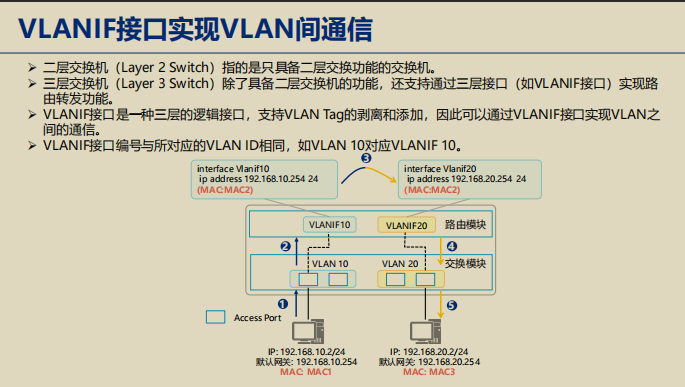 VLANIF接口实现VLAN间通信
➢ 二层交换机（Layer 2 Switch）指的是只具备二层交换功能的交换机。
➢ 三层交换机（Layer 3 Switch）除了具备二层交换机的功能，还支持通过三层接口（如VLANIF接口）实现路
由转发功能。
➢ VLANIF接口是一种三层的逻辑接口，支持VLAN Tag的剥离和添加，因此可以通过VLANIF接口实现VLAN之
间的通信。
➢ VLANIF接口编号与所对应的VLAN ID相同，如VLAN 10对应VLANIF 10。
❸
interface Vlanif10
ip address 192.168.10.254 24
(MAC:MAC2)
interface Vlanif20
ip address 192.168.20.254 24
(MAC:MAC2)
VLANIF10
VLANIF20
路由模块
❷
❹
VLAN 10
VLAN 20
交换模块
❶
❺
Access Port
IP: 192.168.10.2/24
默认网关: 192.168.10.254
MAC: MAC1
IP: 192.168.20.2/24
默认网关: 192.168.20.254
MAC: MAC3